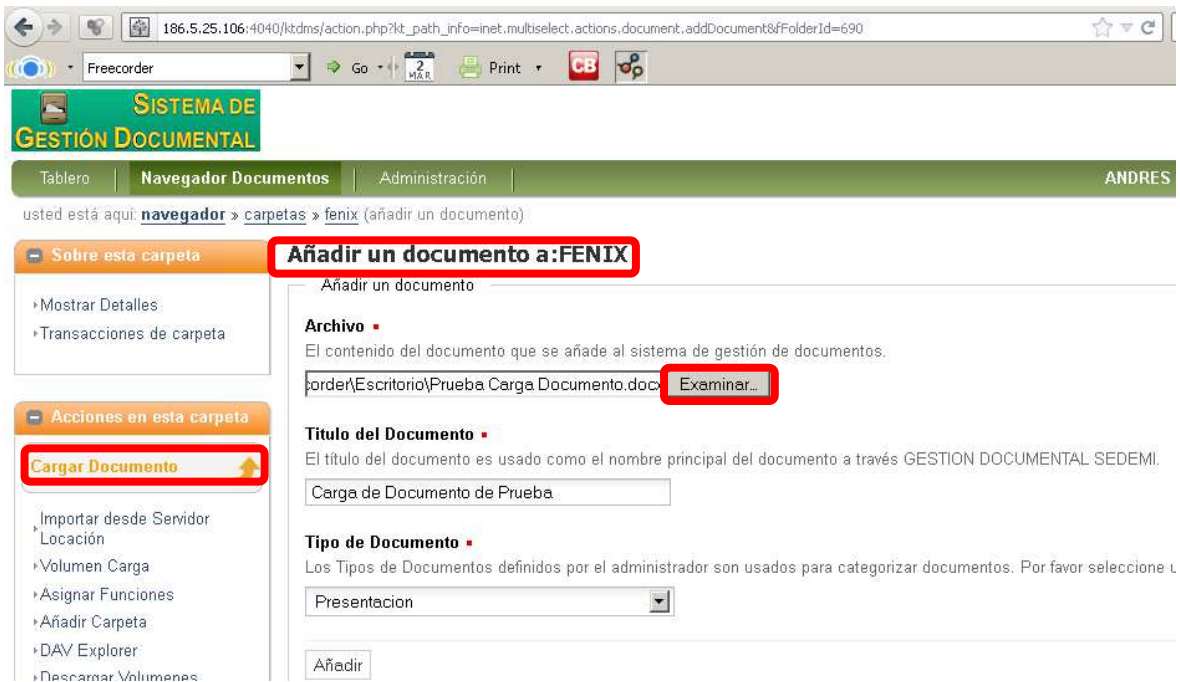 186.5.25.106:4040/ktdms/action.php?kt_path_info=inet.multiselect.actions.document.addDocument&fFolderId=690
Freecorder
Go
2
MAR
Print
CB
SISTEMA DE
GESTIÓN DOCUMENTAL
Tablero
Navegador Documentos
Administración
ANDRES
usted está aquí: navegador » carpetas » fenix (añadir un documento)
Sobre esta carpeta
Mostrar Detalles
Transacciones de carpeta
Acciones en esta carpeta
Cargar Documento
Importar desde Servidor
Locación
Volumen Carga
Asignar Funciones
Añadir Carpeta
DAV Explorer
Descargar Volumenes
Añadir un documento a:FENIX
Añadir un documento
Archivo
El contenido del documento que se añade al sistema de gestión de documentos.
corder\Escritorio\Prueba Carga Documento.docx
Examinar...
Titulo del Documento
El título del documento es usado como el nombre principal del documento a través GESTION DOCUMENTAL SEDEMI.
Carga de Documento de Prueba
Tipo de Documento
Los Tipos de Documentos definidos por el administrador son usados para categorizar documentos. Por favor seleccione
Presentacion
Añadir